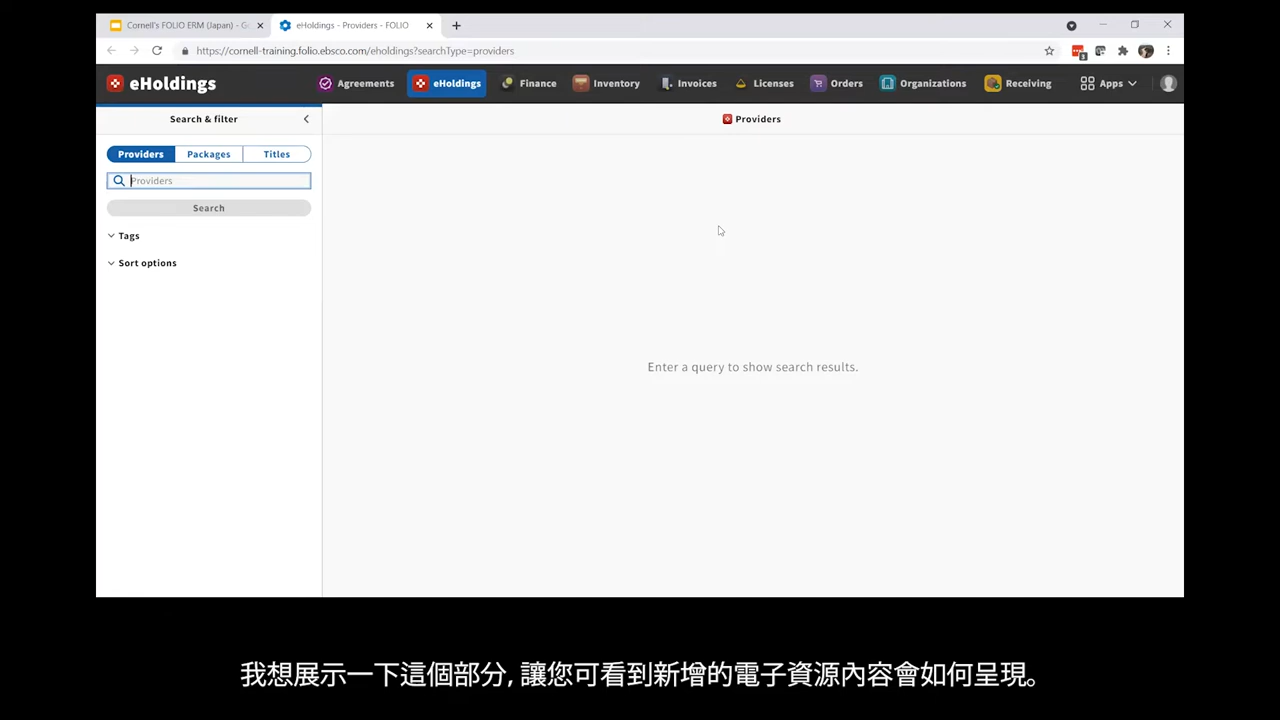 Cornell's FOLIO ERM (Japan) - Go
eHoldings - Providers - FOLIO
https://cornell-training.folio.ebsco.com/eholdings?searchType=providers
3
eHoldings
Agreements
eHoldings
Finance
Inventory
Invoices
Licenses
Orders
Organizations
Receiving
Apps
Search & filter
Providers
Providers
Packages
Titles
Providers
Search
Tags
Sort options
Enter a query to show search results.
我想展示一下這個部分, 讓您可看到新增的電子資源內容會如何呈現。